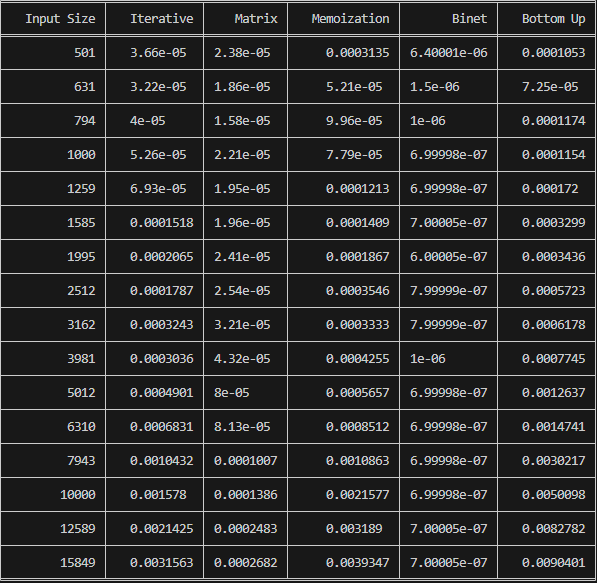 Input Size Iterative Matrix Memoization Binet Bottom Up
501 3.66e-05 2.38e-05 0.0003135 6.40001e-06 0.0001053
631 3.22e-05 1.86e-05 5.21e-05 1.5e-06 7.25e-05
794 4e-05 1.58e-05 9.96e-05 1e-06 0.0001174
1000 5.26e-05 2.21e-05 7.79e-05 6.99998e-07 0.0001154
1259 6.93e-05 1.95e-05 0.0001213 6.99998e-07 0.000172
1585 0.0001518 1.96e-05 0.0001409 7.00005e-07 0.0003299
1995 0.0002065 2.41e-05 0.0001867 6.00005e-07 0.0003436
2512 0.0001787 2.54e-05 0.0003546 7.99999e-07 0.0005723
3162 0.0003243 3.21e-05 0.0003333 7.99999e-07 0.0006178
3981 0.0003036 4.32e-05 0.0004255 1e-06 0.0007745
5012 0.0004901 8e-05 0.0005657 6.99998e-07 0.0012637
6310 0.0006831 8.13e-05 0.0008512 6.99998e-07 0.0014741
7943 0.0010432 0.0001007 0.0010863 6.99998e-07 0.0030217
10000 0.001578 0.0001386 0.0021577 6.99998e-07 0.0050098
12589 0.0021425 0.0002483 0.003189 7.00005e-07 0.0082782
15849 0.0031563 0.0002682 0.0039347 7.00005e-07 0.0090401